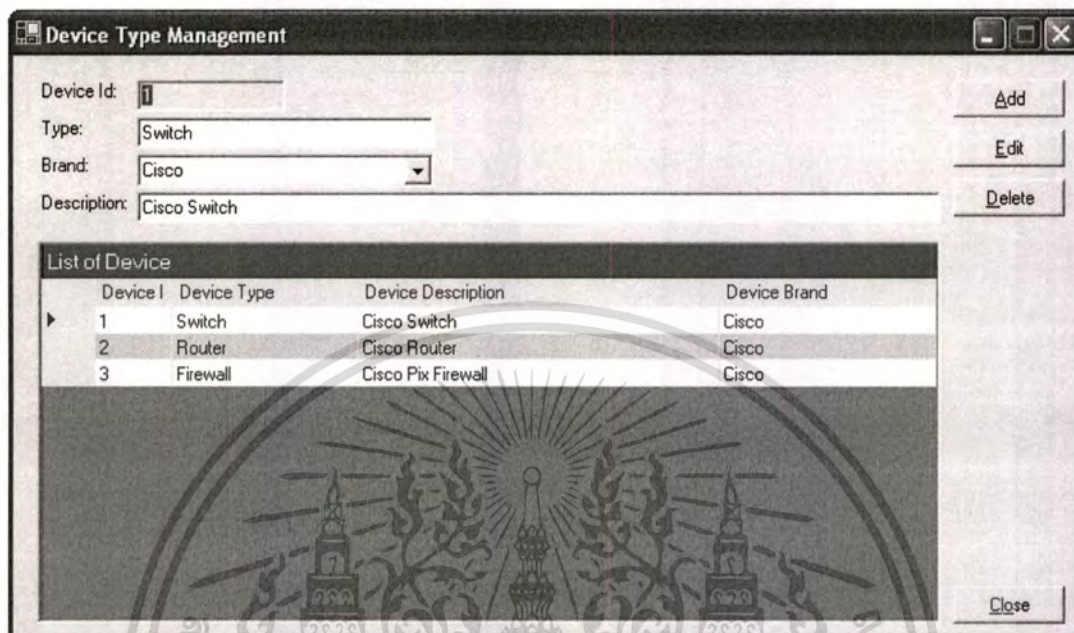 Device Type Management
Device Id: 1
Add
Type: Switch
Edit
Brand: Cisco
Delete
Description: Cisco Switch
List of Device
Device I Device Type Device Description Device Brand
1 Switch Cisco Switch Cisco
2 Router Cisco Router Cisco
3 Firewall Cisco Pix Firewall Cisco
Close